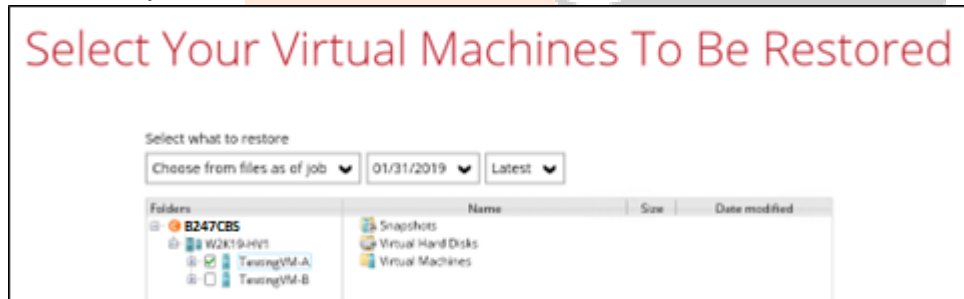 Select Your Virtual Machines To Be Restored
Select what to restore
Choose from files as of job 01/31/2019 Latest
Folders Name Size Date modified
B247CBS Snapshots
W2K19-HV1 Virtual Hard Disks
TestingVM-A Virtual Machines
TestingVM-B